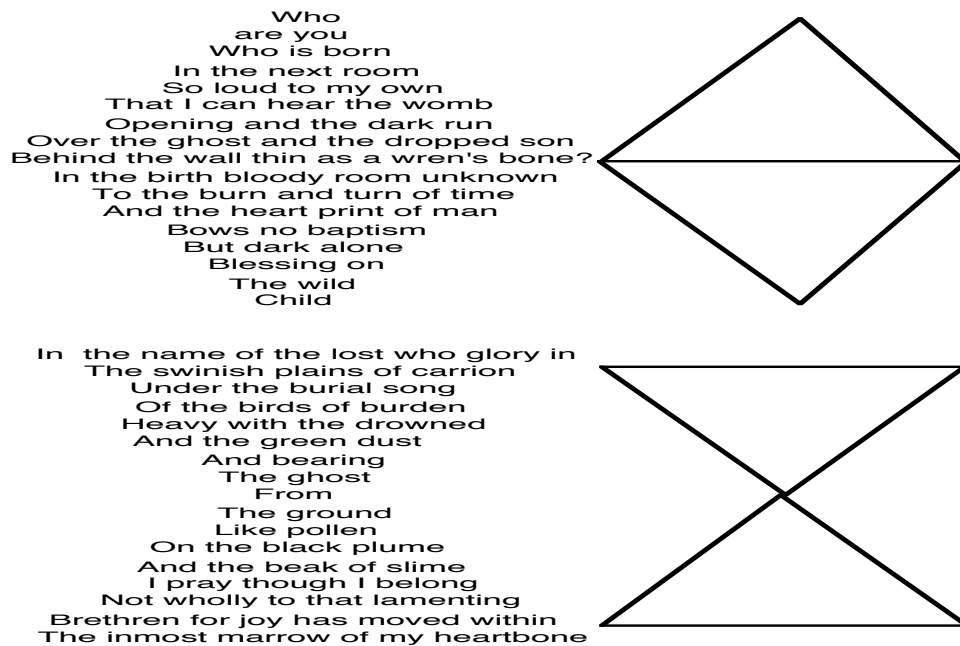 Who
are you
Who is born
In the next room
So loud to my own
That I can hear the womb
Opening and the dark run
Over the ghost and the dropped son
Behind the wall thin as a wren's bone?
In the birth bloody room unknown
To the burn and turn of time
And the heart print of man
Bows no baptism
But dark alone
Blessing on
The wild
Child
In the name of the lost who glory in
The swinish plains of carrion
Under the burial song
Of the birds of burden
Heavy with the drowned
And the green dust
And bearing
The ghost
From
The ground
Like pollen
On the black plume
And the beak of slime
I pray though I belong
Not wholly to that lamenting
Brethren for joy has moved within
The inmost marrow of my heartbone